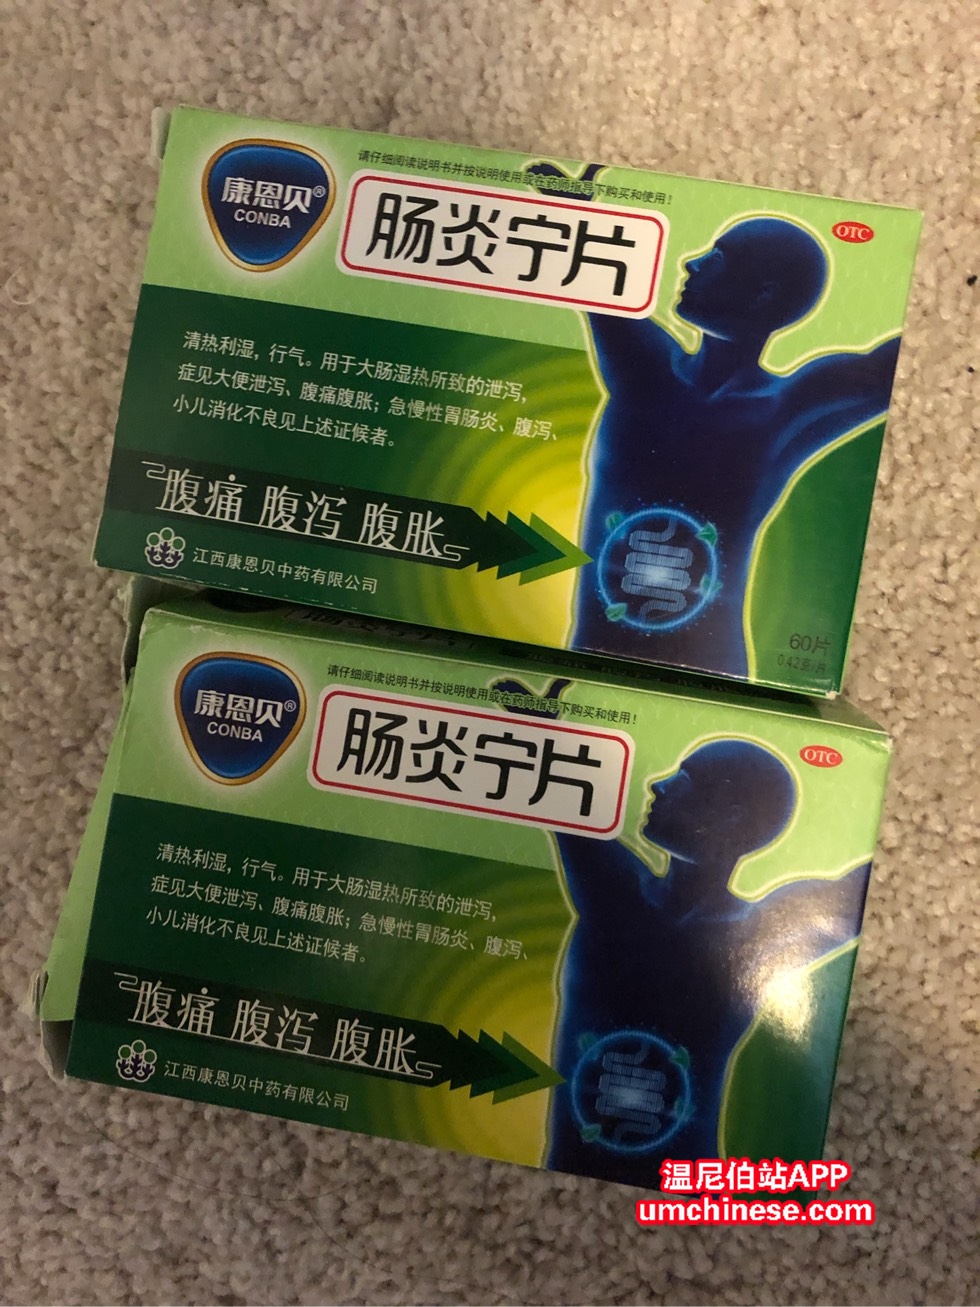 请仔细阅读说明书并按说明使用或在药师指导下购买和使用！
康恩贝®
CONBA
肠炎宁片
OTC
清热利湿，行气。用于大肠湿热所致的泄泻，
症见大便泄泻、腹痛腹胀；急慢性胃肠炎、腹泻、
小儿消化不良见上述证候者。
腹痛 腹泻 腹胀
江西康恩贝中药有限公司
60片
0.42克/片
请仔细阅读说明书并按说明使用或在药师指导下购买和使用！
康恩贝®
CONBA
肠炎宁片
OTC
清热利湿，行气。用于大肠湿热所致的泄泻，
症见大便泄泻、腹痛腹胀；急慢性胃肠炎、腹泻、
小儿消化不良见上述证候者。
腹痛 腹泻 腹胀
江西康恩贝中药有限公司
温尼伯站APP
umchinese.com